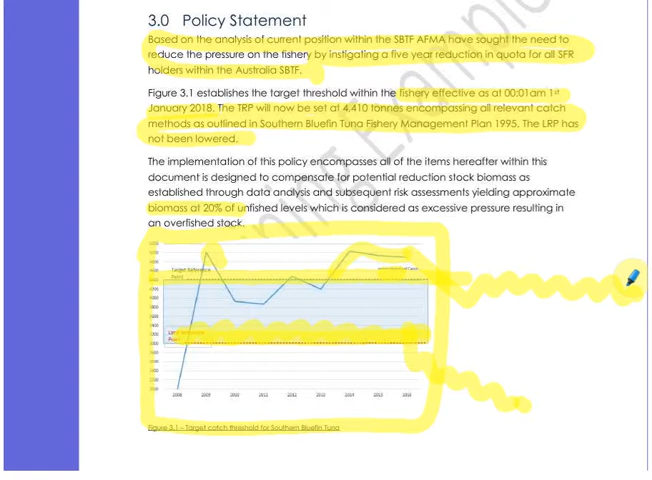 3.0 Policy Statement
Based on the analysis of current position within the SBTF AFMA have sought the need to
reduce the pressure on the fishery by instigating a five year reduction in quota for all SFR
holders within the Australia SBTF.
Figure 3.1 establishes the target threshold within the fishery effective as at 00:01am 1st
January 2018. The TRP will now be set at 4,410 tonnes encompassing all relevant catch
methods as outlined in Southern Bluefin Tuna Fishery Management Plan 1995. The LRP has
not been lowered.
The implementation of this policy encompasses all of the items hereafter within this
document is designed to compensate for potential reduction stock biomass as
established through data analysis and subsequent risk assessments yielding approximate
biomass at 20% of unfished levels which is considered as excessive pressure resulting in
an overfished stock.
Target Reference
Point
2008 2009 2010 2011 2012 2013 2014 2015 2016
Figure 3.1 – Target catch threshold for Southern Bluefin Tuna